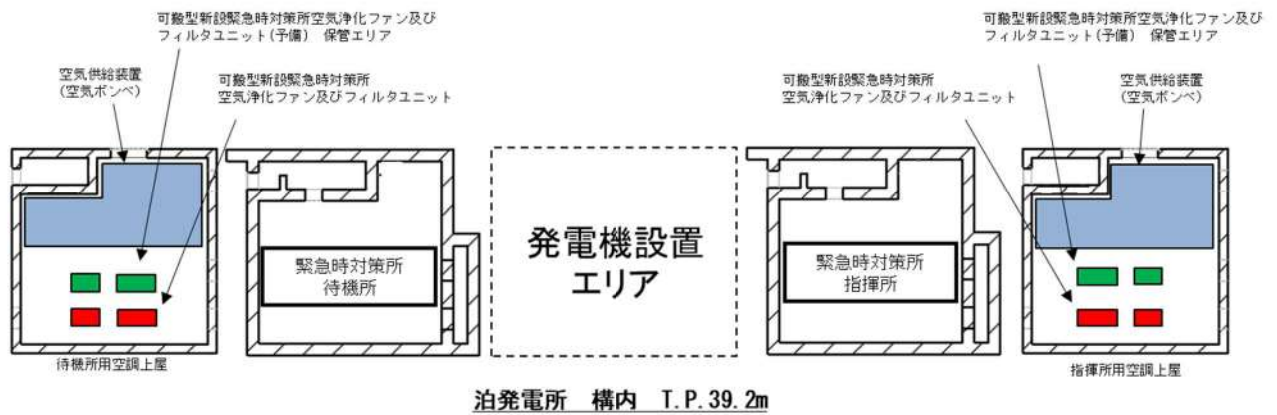 可搬型新設緊急時対策所空気浄化ファン及び
フィルタユニット(予備) 保管エリア
空気供給装置
(空気ボンベ)
可搬型新設緊急時対策所
空気浄化ファン及びフィルタユニット
可搬型新設緊急時対策所空気浄化ファン及び
フィルタユニット(予備) 保管エリア
可搬型新設緊急時対策所
空気浄化ファン及びフィルタユニット
空気供給装置
(空気ボンベ)
緊急時対策所
待機所
発電機設置
エリア
緊急時対策所
指揮所
待機所用空調上屋
指揮所用空調上屋
泊発電所 構内 T.P.39.2m